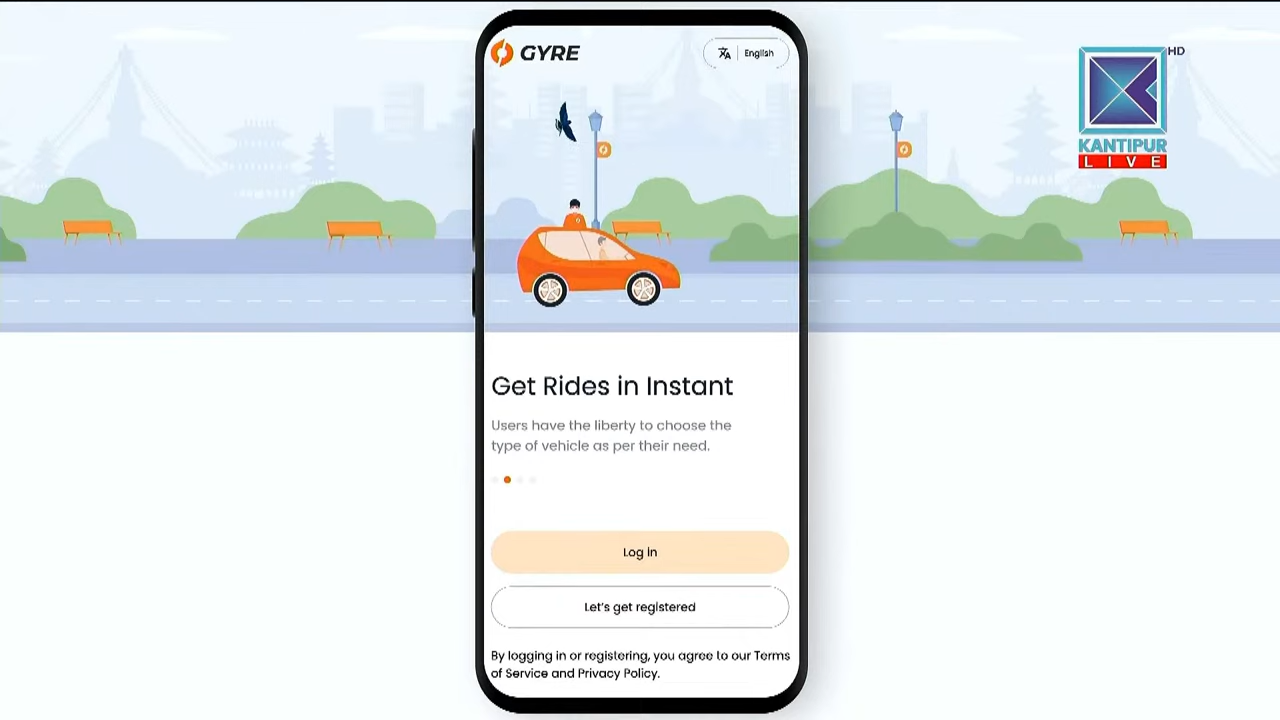 GYRE
English
HD
KANTIPUR
LIVE
Get Rides in Instant
Users have the liberty to choose the
type of vehicle as per their need.
Log in
Let's get registered
By logging in or registering, you agree to our Terms
of Service and Privacy Policy.